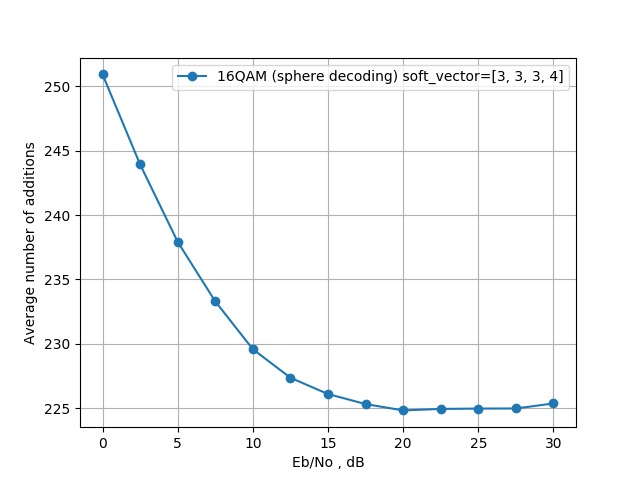 16QAM (sphere decoding) soft_vector=[3, 3, 3, 4]
250
245
240
235
230
225
Average number of additions
0 5 10 15 20 25 30
Eb/No , dB